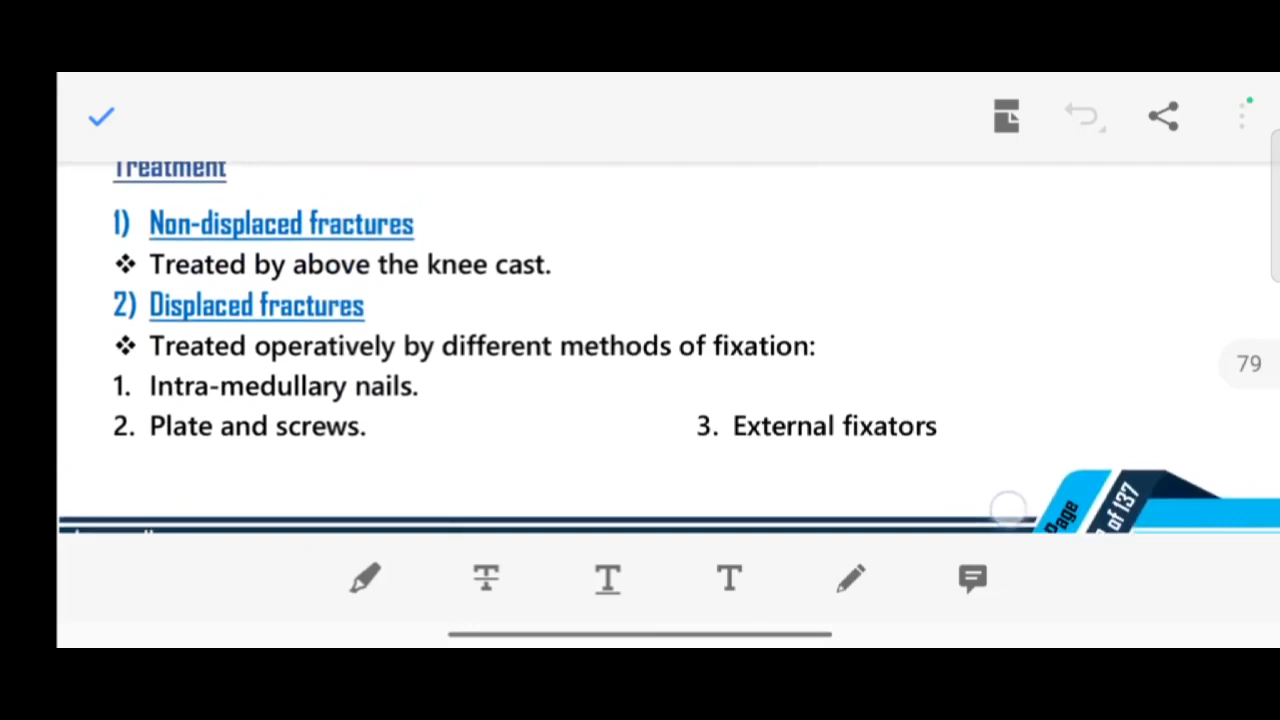 Treatment
1) Non-displaced fractures
❖ Treated by above the knee cast.
2) Displaced fractures
❖ Treated operatively by different methods of fixation:
1. Intra-medullary nails.
2. Plate and screws. 3. External fixators
79
Page
of 137